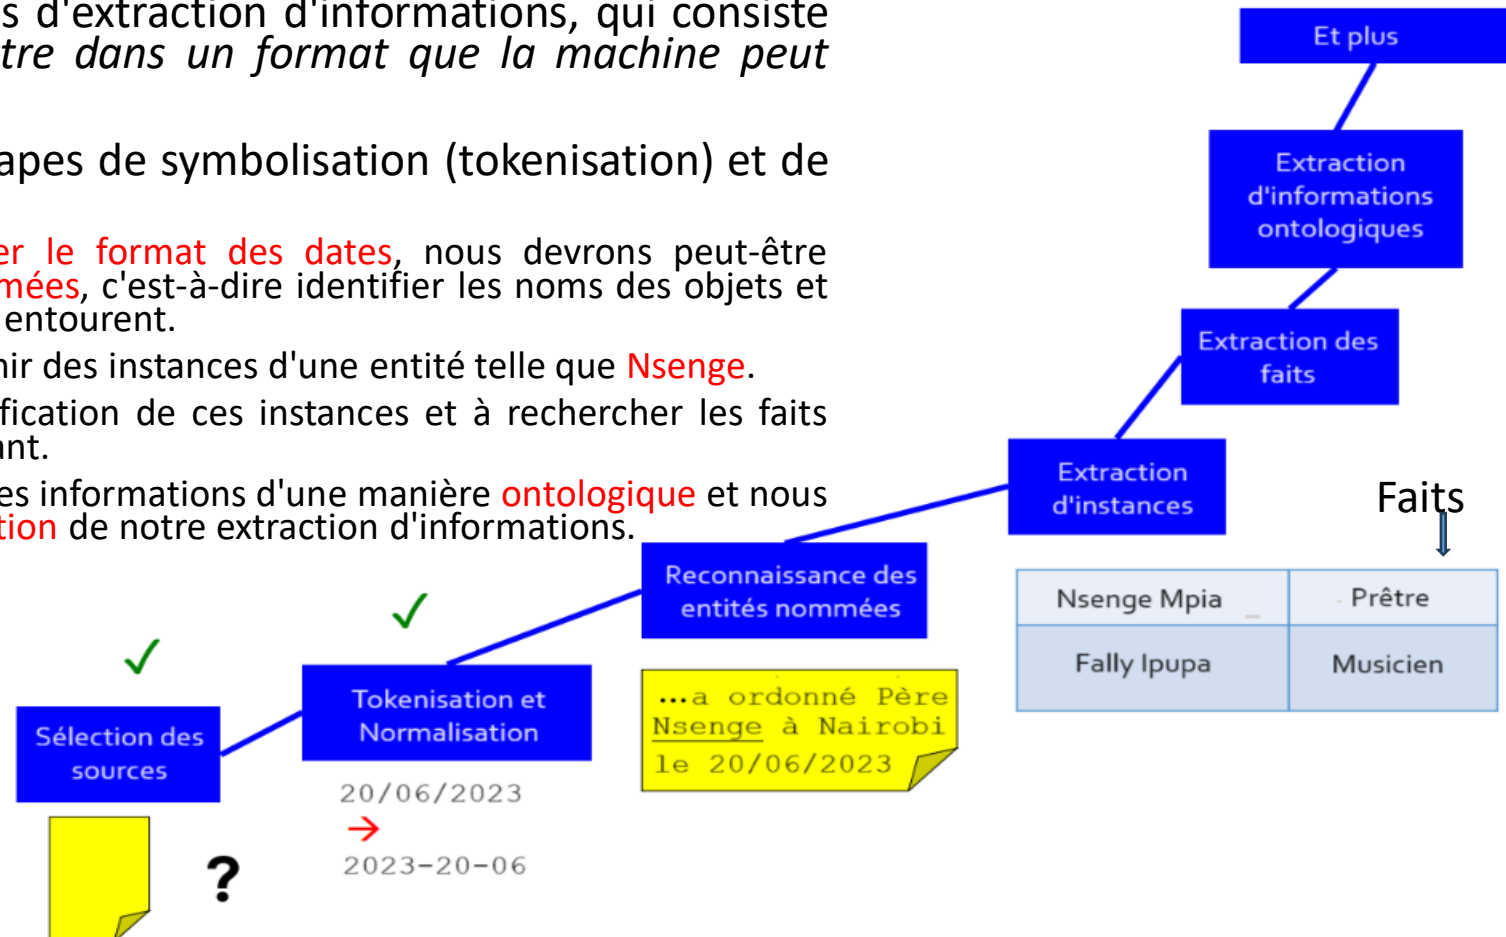 s d'extraction d'informations, qui consiste
tre dans un format que la machine peut
apes de symbolisation (tokenisation) et de
er le format des dates, nous devrons peut-être
mées, c'est-à-dire identifier les noms des objets et
entourent.
nir des instances d'une entité telle que Nsenge.
fication de ces instances et à rechercher les faits
ant.
es informations d'une manière ontologique et nous
tion de notre extraction d'informations.
Et plus
Extraction
d'informations
ontologiques
Extraction des
faits
Extraction
d'instances
Faits
Nsenge Mpia
Prêtre
Fally Ipupa
Musicien
Reconnaissance des
entités nommées
...a ordonné Père
Nsenge à Nairobi
le 20/06/2023
Tokenisation et
Normalisation
20/06/2023
→
2023-20-06
Sélection des
sources
?